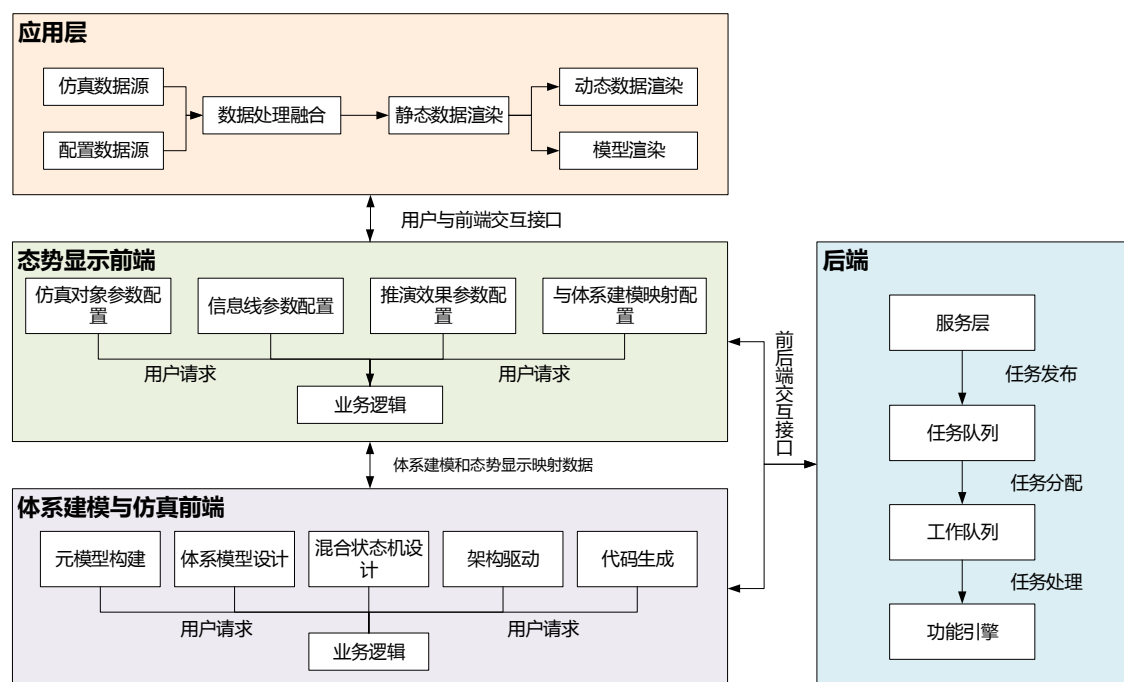 应用层
仿真数据源
配置数据源
数据处理融合
静态数据渲染
动态数据渲染
模型渲染
用户与前端交互接口
态势显示前端
仿真对象参数配
置
信息线参数配置
推演效果参数配
置
与体系建模映射配
置
用户请求
用户请求
业务逻辑
体系建模和态势显示映射数据
体系建模与仿真前端
元模型构建
体系模型设计
混合状态机设
计
架构驱动
代码生成
用户请求
用户请求
业务逻辑
前后端交互接口
后端
服务层
任务发布
任务队列
任务分配
工作队列
任务处理
功能引擎